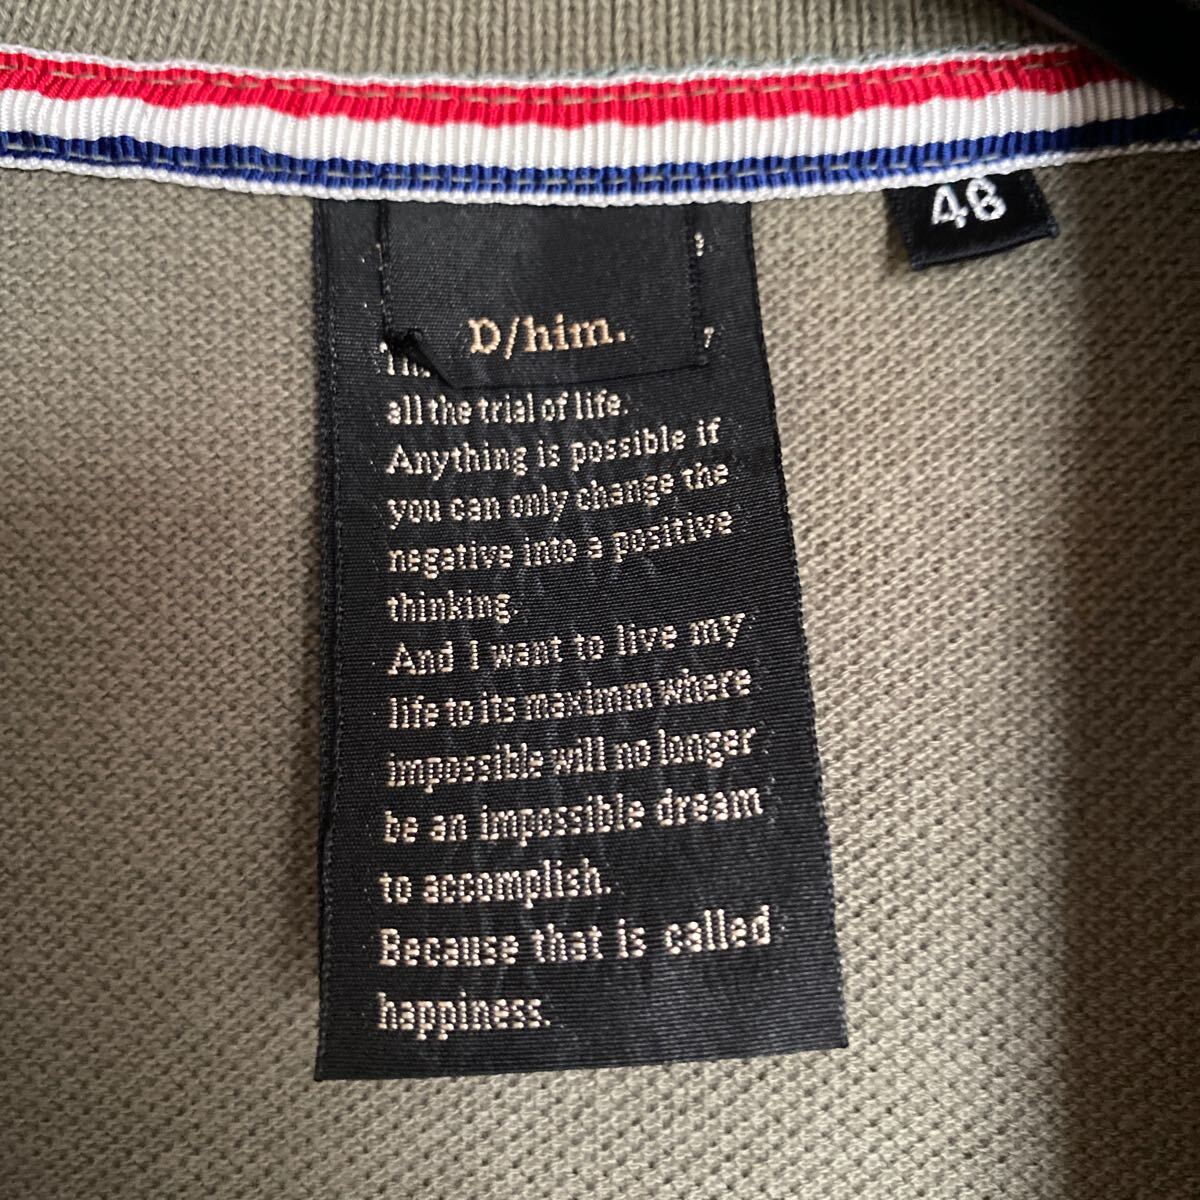 46
D/him.
all the trial of life.
Anything is possible if
you can only change the
negative into a positive
thinking.
And I want to live my
life to its maximm where
impossible will no longer
be an impossible dream
to accomplish.
Because that is called
happiness.